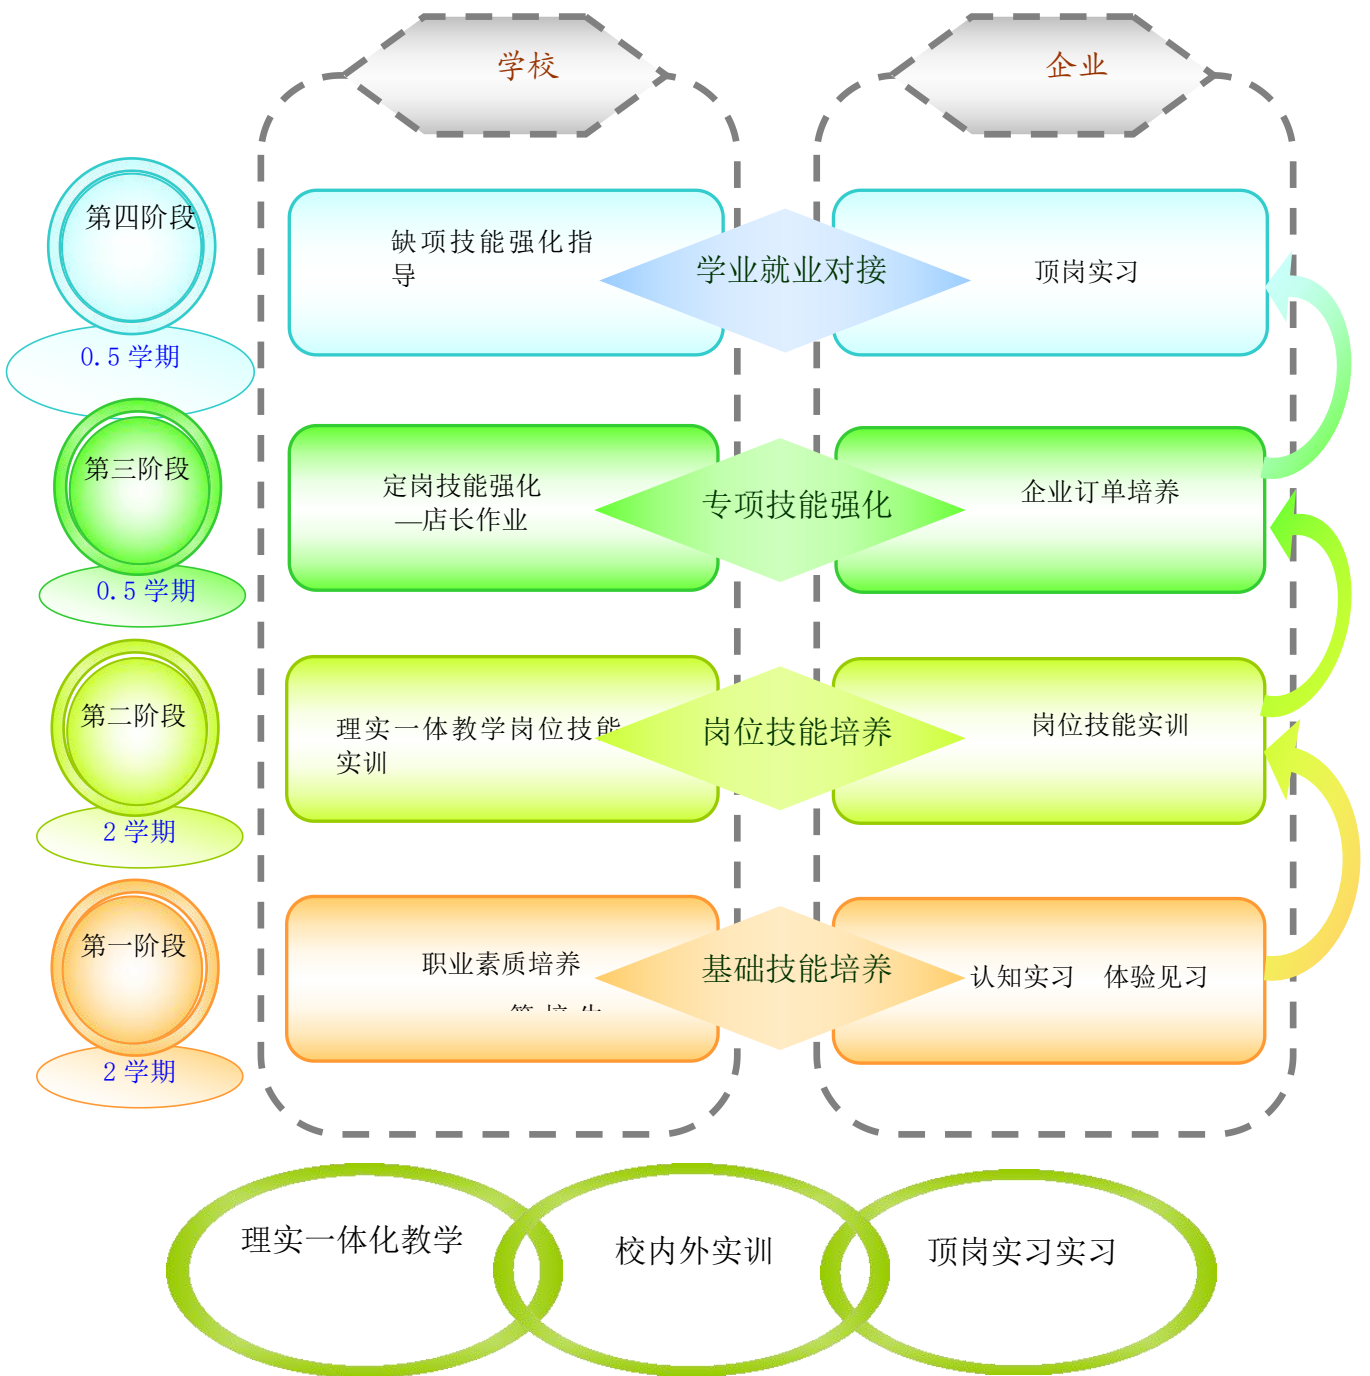 学校
企业
第四阶段
缺项技能强化指
导
学业就业对接
顶岗实习
0.5 学期
第三阶段
定岗技能强化
—店长作业
专项技能强化
企业订单培养
0.5 学期
第二阶段
理实一体教学岗位技能
实训
岗位技能培养
岗位技能实训
2 学期
第一阶段
职业素质培养
基础技能培养
认知实习　体验见习
2 学期
理实一体化教学
校内外实训
顶岗实习实习